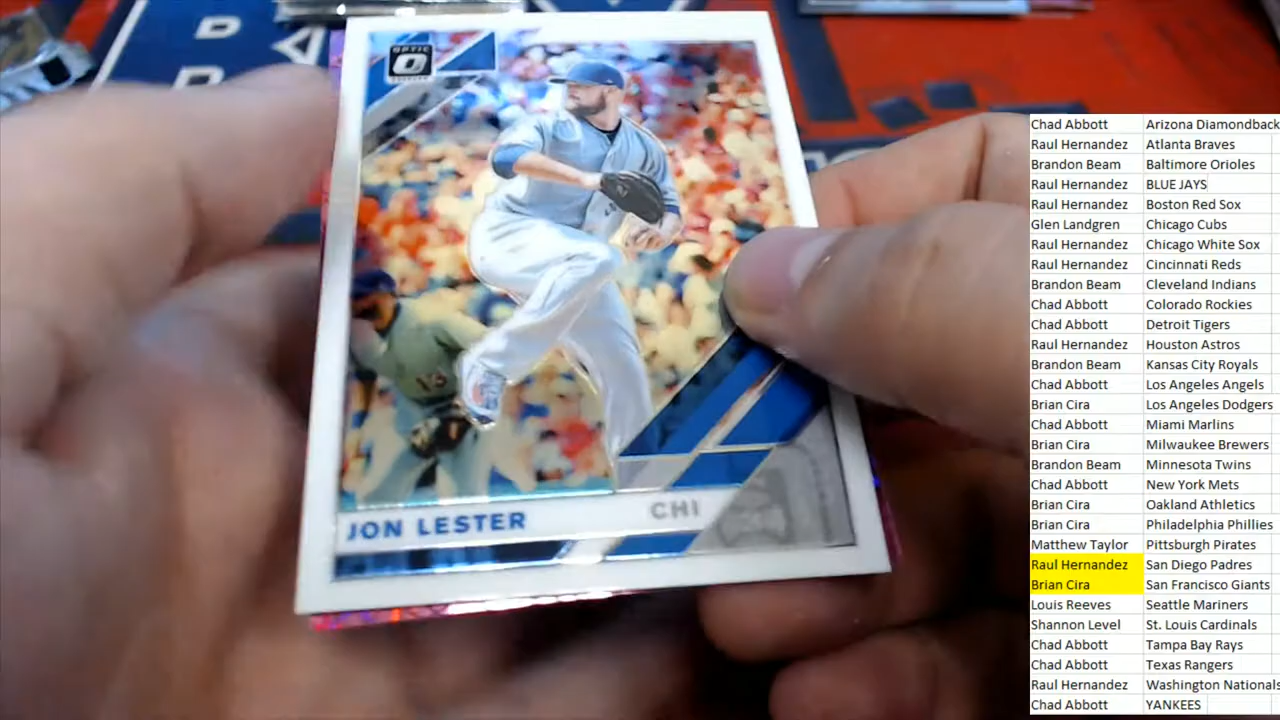 OPTIC
JON LESTER
CHI
13
Chad Abbott Arizona Diamondback
Raul Hernandez Atlanta Braves
Brandon Beam Baltimore Orioles
Raul Hernandez BLUE JAYS
Raul Hernandez Boston Red Sox
Glen Landgren Chicago Cubs
Raul Hernandez Chicago White Sox
Raul Hernandez Cincinnati Reds
Brandon Beam Cleveland Indians
Chad Abbott Colorado Rockies
Chad Abbott Detroit Tigers
Raul Hernandez Houston Astros
Brandon Beam Kansas City Royals
Chad Abbott Los Angeles Angels
Brian Cira Los Angeles Dodgers
Chad Abbott Miami Marlins
Brian Cira Milwaukee Brewers
Brandon Beam Minnesota Twins
Chad Abbott New York Mets
Brian Cira Oakland Athletics
Brian Cira Philadelphia Phillies
Matthew Taylor Pittsburgh Pirates
Raul Hernandez San Diego Padres
Brian Cira San Francisco Giants
Louis Reeves Seattle Mariners
Shannon Level St. Louis Cardinals
Chad Abbott Tampa Bay Rays
Chad Abbott Texas Rangers
Raul Hernandez Washington Nationals
Chad Abbott YANKEES